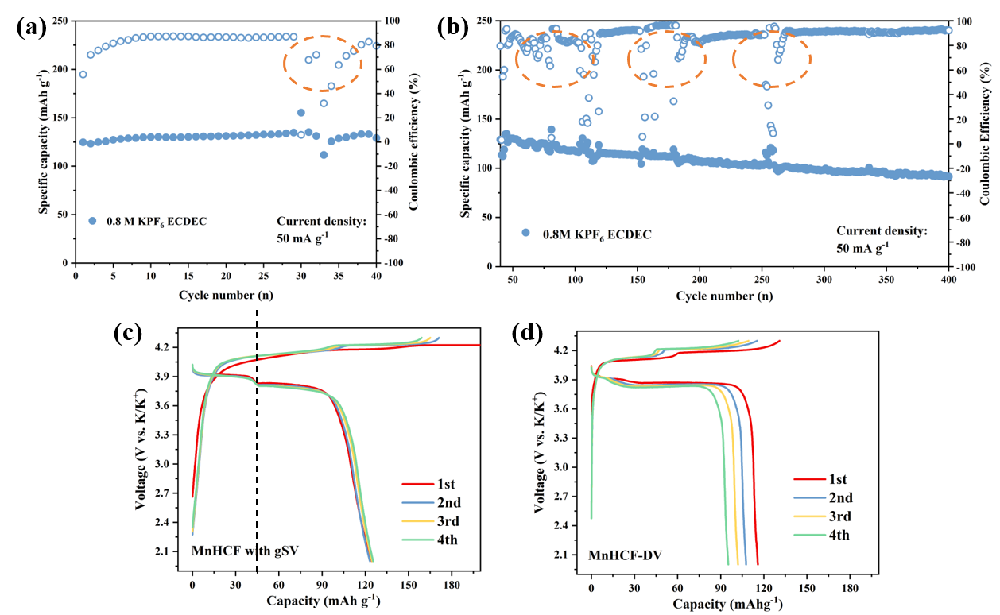 (a)
250
200
150
100
50
0
Specific capacity (mAh g-1)
100
80
60
40
20
0
-20
-40
-60
-80
-100
Coulombic efficiency (%)
0.8 M KPF6 ECDEC
Current density:
50 mA g-1
0 5 10 15 20 25 30 35 40
Cycle number (n)
(b)
250
200
150
100
50
0
Specific capacity (mAh g-1)
100
80
60
40
20
0
-20
-40
-60
-80
-100
Coulombic Efficiency (%)
0.8M KPF6 ECDEC
Current density:
50 mA g-1
50 100 150 200 250 300 350 400
Cycle number (n)
(c)
4.2
3.9
3.6
3.3
3.0
2.7
2.4
2.1
Voltage (V vs. K/K+)
1st
2nd
3rd
4th
MnHCF with gSV
0 30 60 90 120 150 180
Capacity (mAh g-1)
(d)
4.2
3.9
3.6
3.3
3.0
2.7
2.4
2.1
Voltage (V vs. K/K+)
1st
2nd
3rd
4th
MnHCF-DV
0 30 60 90 120 150 180
Capacity (mAhg-1)